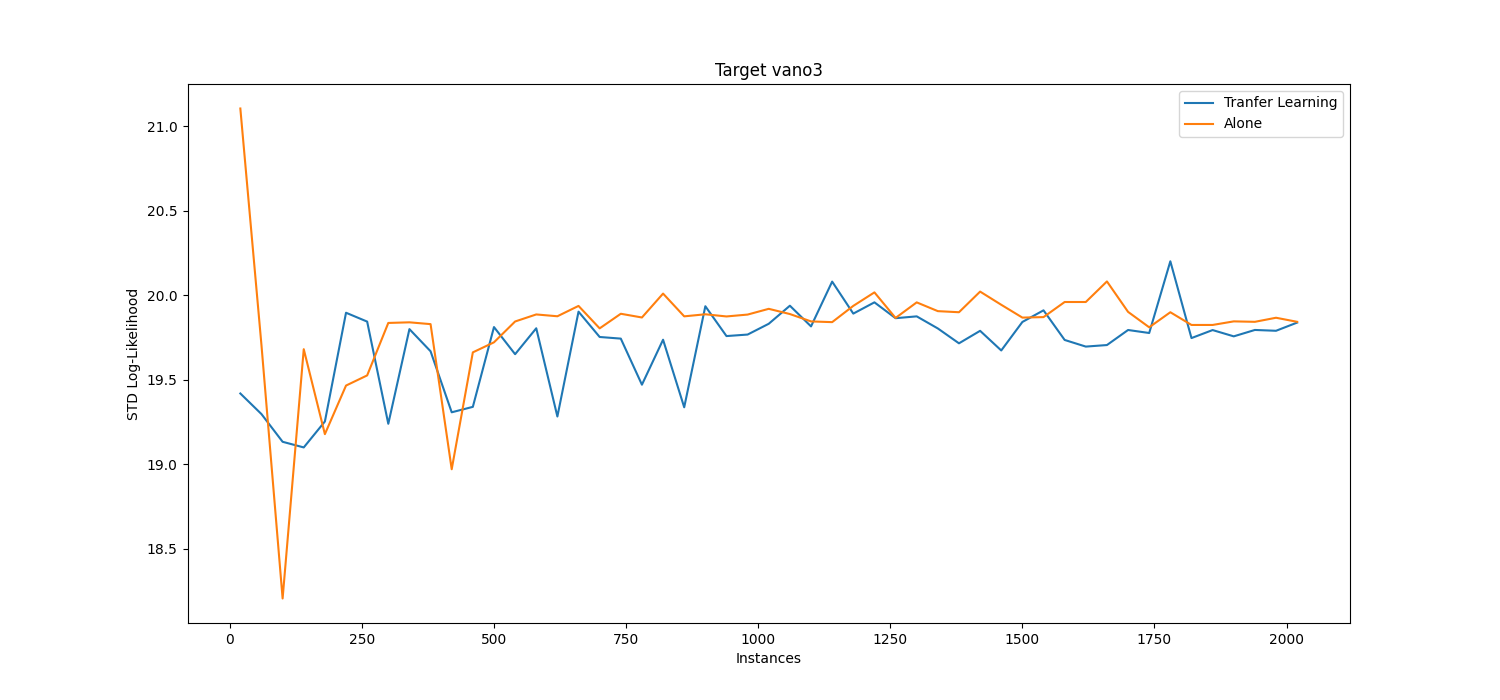 Target vano3
Tranfer Learning
Alone
21.0
20.5
20.0
19.5
19.0
18.5
STD Log-Likelihood
0 250 500 750 1000 1250 1500 1750 2000
Instances